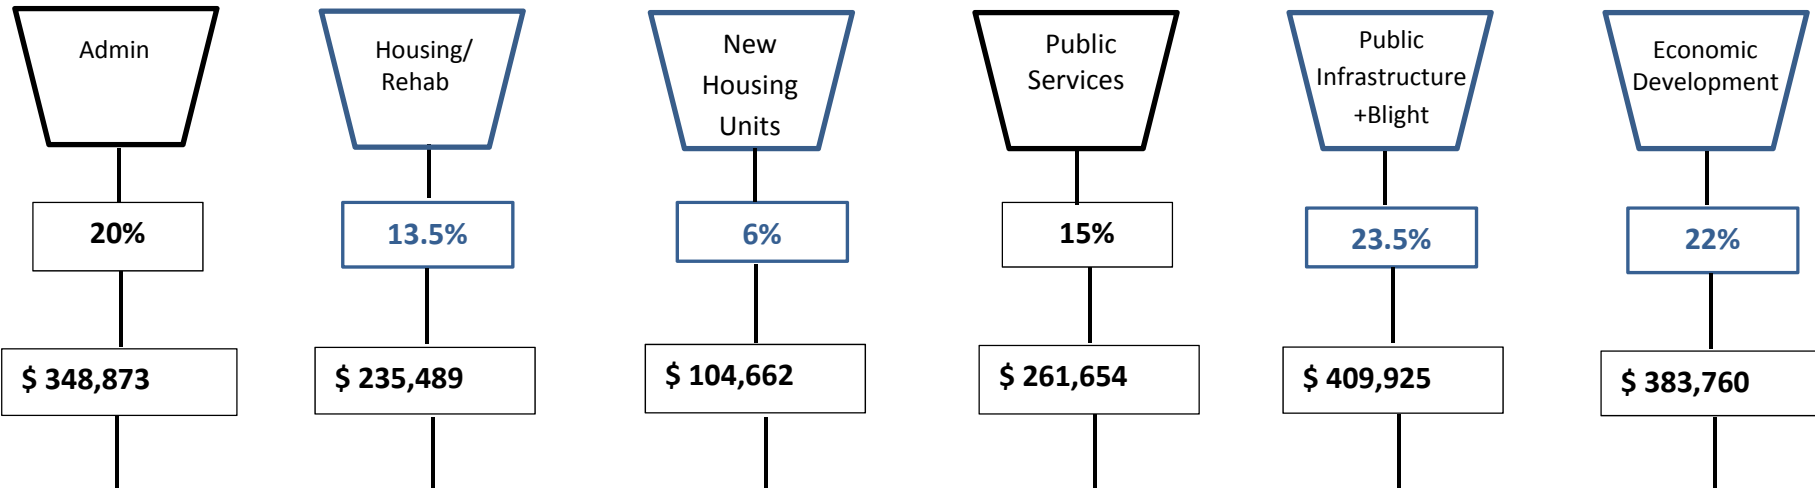 Admin
Housing/
Rehab
New
Housing
Units
Public
Services
Public
Infrastructure
+Blight
Economic
Development
20%
13.5%
6%
15%
23.5%
22%
$ 348,873
$ 235,489
$ 104,662
$ 261,654
$ 409,925
$ 383,760